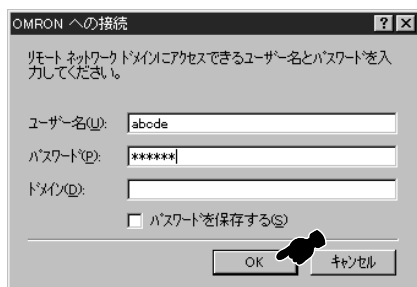 OMRON への接続
リモート ネットワーク ドメインにアクセスできるユーザー名とパスワードを入
力してください。
ユーザー名(U): abcde
パスワード(P): ******
ドメイン(D):
パスワードを保存する(S)
OK キャンセル